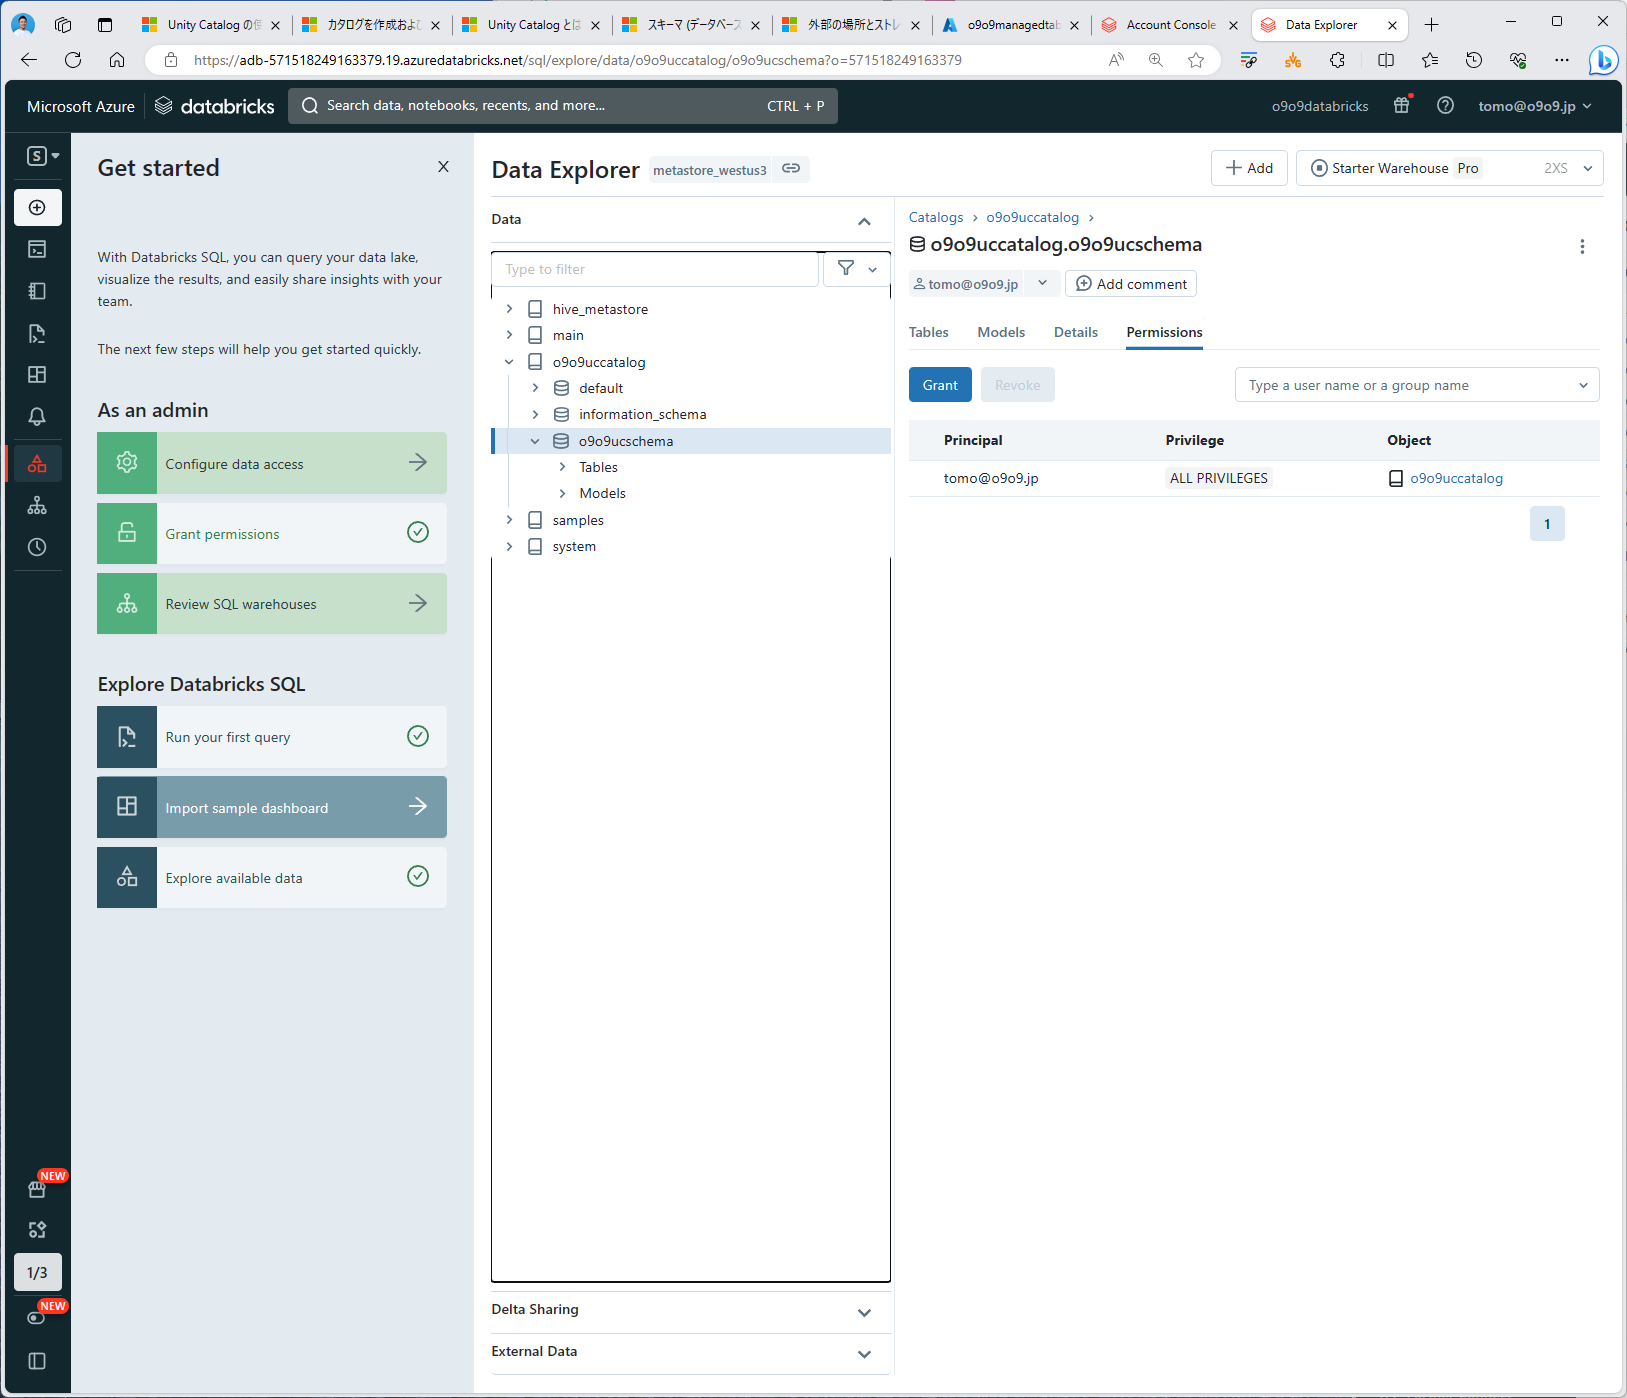 Unity Catalog の使
カタログを作成およ
Unity Catalog とは
スキーマ (データベース
外部の場所とストレ
o9o9managedtab
Account Console
Data Explorer
https://adb-571518249163379.19.azuredatabricks.net/sql/explore/data/o9o9uccatalog/o9o9ucschema?o=571518249163379
Microsoft Azure
databricks
Search data, notebooks, recents, and more...
CTRL + P
o9o9databricks
tomo@o9o9.jp
S
1/3
NEW
NEW
Get started
With Databricks SQL, you can query your data lake,
visualize the results, and easily share insights with your
team.
The next few steps will help you get started quickly.
As an admin
Configure data access
Grant permissions
Review SQL warehouses
Explore Databricks SQL
Run your first query
Import sample dashboard
Explore available data
Data Explorer
metastore_westus3
Add
Starter Warehouse
Pro
2XS
Data
Type to filter
hive_metastore
main
o9o9uccatalog
default
information_schema
o9o9ucschema
Tables
Models
samples
system
Delta Sharing
External Data
Catalogs > o9o9uccatalog >
o9o9uccatalog.o9o9ucschema
tomo@o9o9.jp
Add comment
Tables
Models
Details
Permissions
Grant
Revoke
Type a user name or a group name
Principal
Privilege
Object
tomo@o9o9.jp
ALL PRIVILEGES
o9o9uccatalog
1